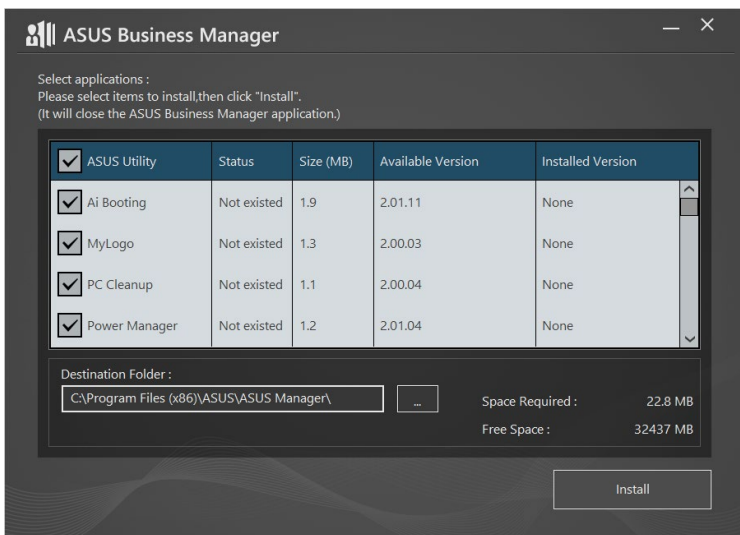 ASUS Business Manager
Select applications :
Please select items to install,then click "Install".
(It will close the ASUS Business Manager application.)
ASUS Utility Status Size (MB) Available Version Installed Version
Ai Booting Not existed 1.9 2.01.11 None
MyLogo Not existed 1.3 2.00.03 None
PC Cleanup Not existed 1.1 2.00.04 None
Power Manager Not existed 1.2 2.01.04 None
Destination Folder :
C:\Program Files (x86)\ASUS\ASUS Manager\ ...
Space Required : 22.8 MB
Free Space : 32437 MB
Install